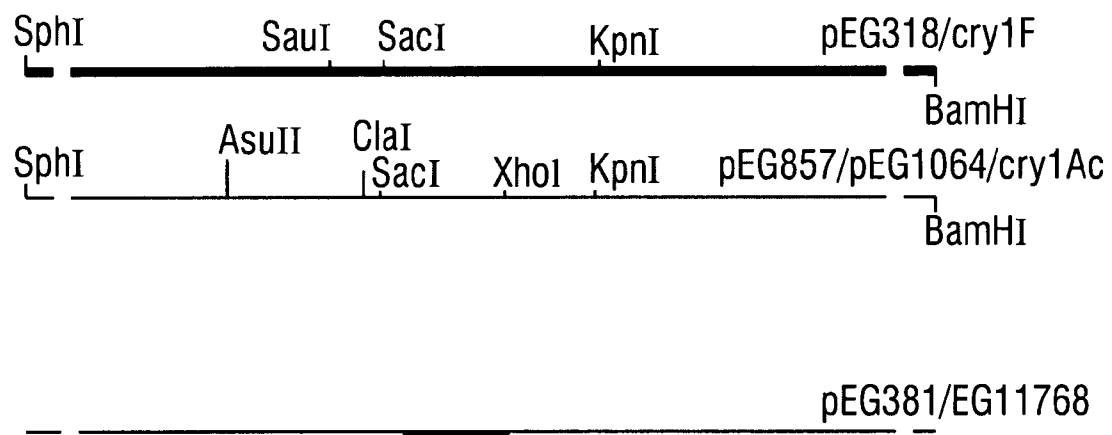 SphI SauI SacI KpnI pEG318/cry1F
BamHI
AsuII ClaI
SphI SacI XhoI KpnI pEG857/pEG1064/cry1Ac
BamHI
pEG381/EG11768